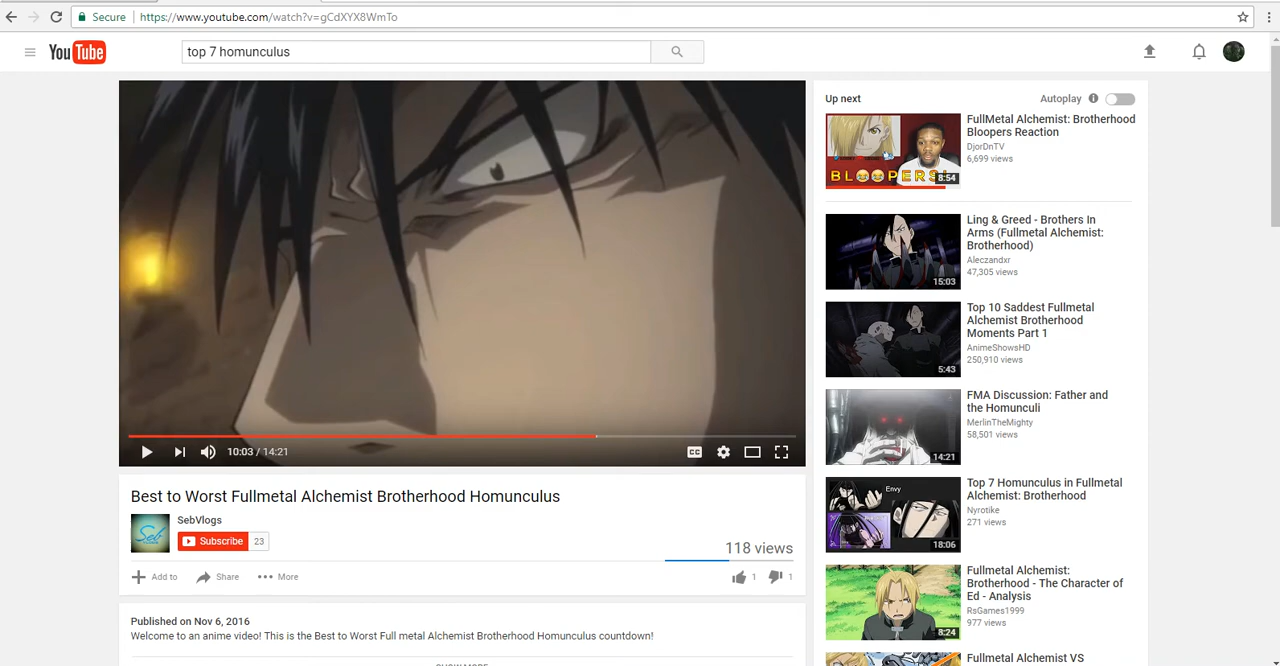 Secure https://www.youtube.com/watch?v=gCdXYX8WmTo
YouTube
top 7 homunculus
10:03 / 14:21
CC
Best to Worst Fullmetal Alchemist Brotherhood Homunculus
Seb
SebVlogs
Subscribe 23
118 views
Add to Share More 1 1
Published on Nov 6, 2016
Welcome to an anime video! This is the Best to Worst Full metal Alchemist Brotherhood Homunculus countdown!
SHOW MORE
Up next Autoplay
BLOOPERS!
8:54
FullMetal Alchemist: Brotherhood
Bloopers Reaction
DjorDnTV
6,699 views
15:03
Ling & Greed - Brothers In
Arms (Fullmetal Alchemist:
Brotherhood)
Aleczandxr
47,305 views
5:43
Top 10 Saddest Fullmetal
Alchemist Brotherhood
Moments Part 1
AnimeShowsHD
250,910 views
14:21
FMA Discussion: Father and
the Homunculi
MerlinTheMighty
58,501 views
Envy
18:06
Top 7 Homunculus in Fullmetal
Alchemist: Brotherhood
Nyrotike
271 views
8:24
Fullmetal Alchemist:
Brotherhood - The Character of
Ed - Analysis
RsGames1999
977 views
Fullmetal Alchemist VS